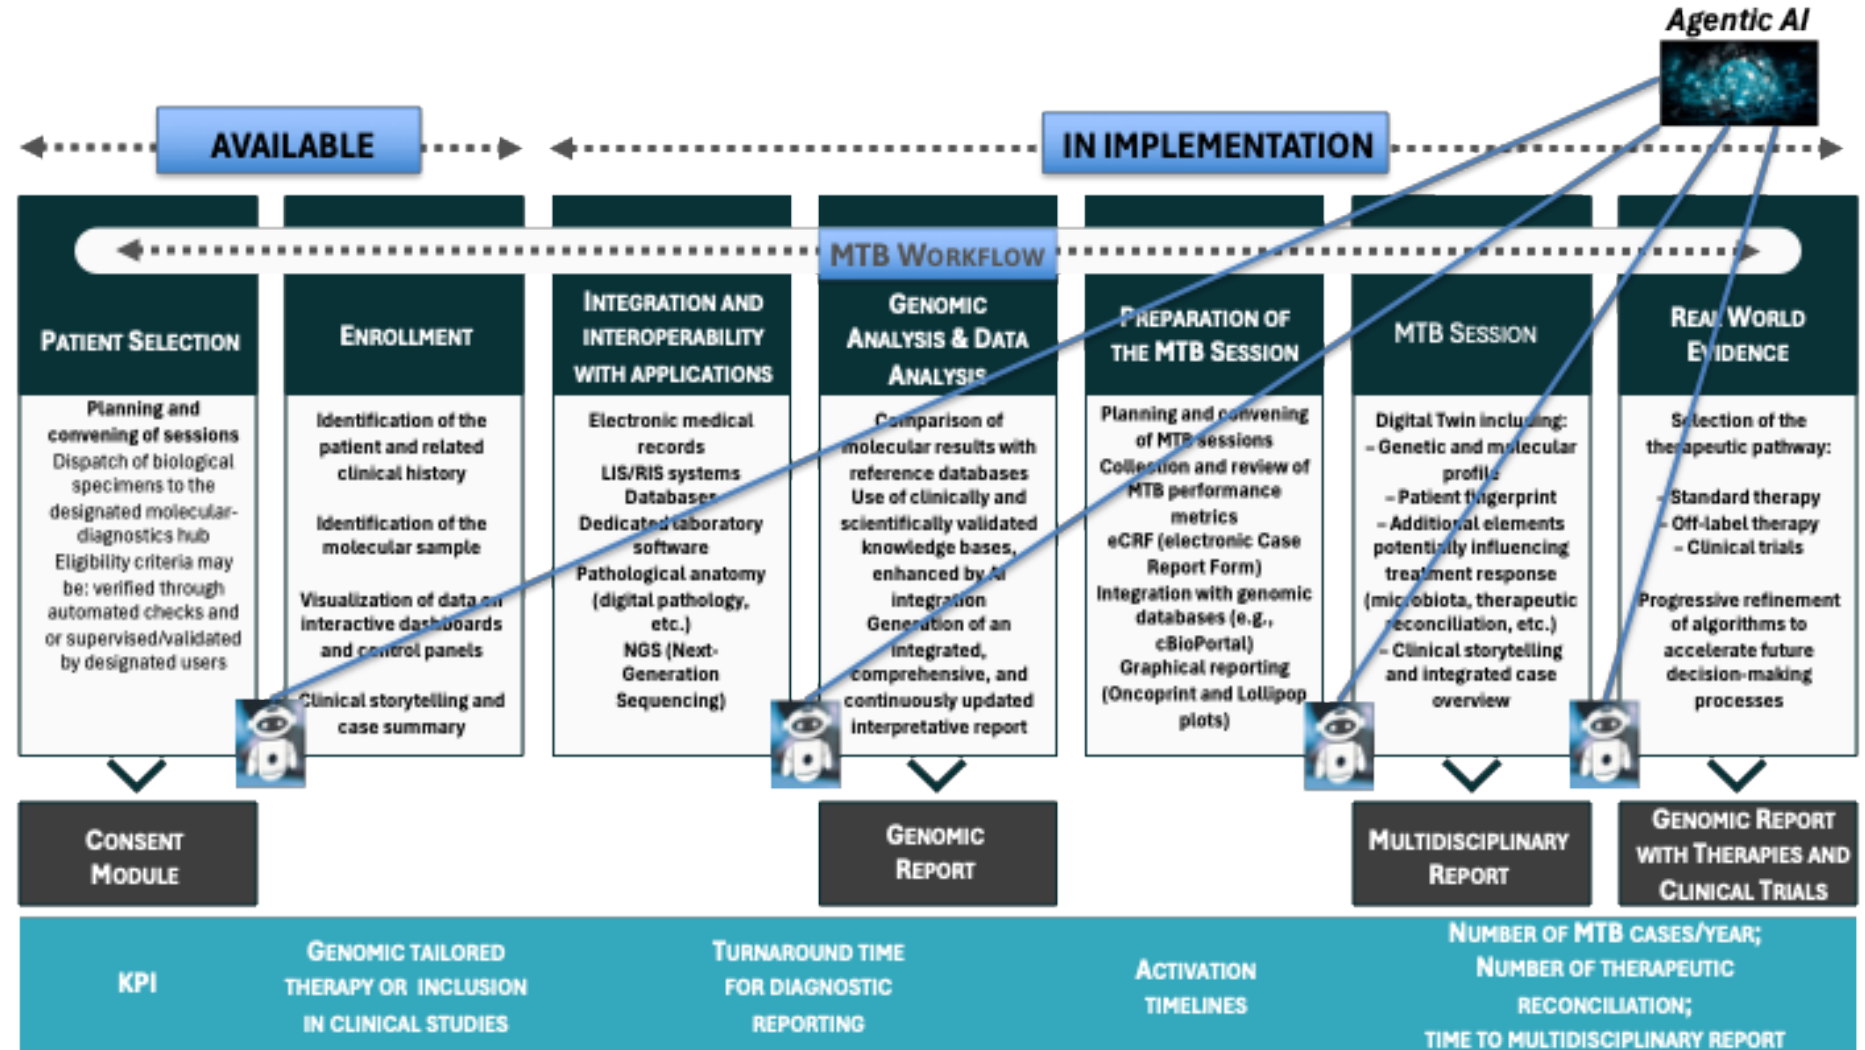 Agentic AI
AVAILABLE
IN IMPLEMENTATION
MTB WORKFLOW
PATIENT SELECTION
Planning and
convening of sessions
Dispatch of biological
specimens to the
designated molecular-
diagnostics hub
Eligibility criteria may
be: verified through
automated checks and
or supervised/validated
by designated users
ENROLLMENT
Identification of the
patient and related
clinical history
Identification of the
molecular sample
Visualization of data on
interactive dashboards
and control panels
Clinical storytelling and
case summary
INTEGRATION AND
INTEROPERABILITY
WITH APPLICATIONS
Electronic medical
records
LIS/RIS systems
Databases
Dedicated laboratory
software
Pathological anatomy
(digital pathology,
etc.)
NGS (Next-
Generation
Sequencing)
GENOMIC
ANALYSIS & DATA
ANALYSIS
Comparison of
molecular results with
reference databases
Use of clinically and
scientifically validated
knowledge bases,
enhanced by AI
integration
Generation of an
integrated,
comprehensive, and
continuously updated
interpretative report
PREPARATION OF
THE MTB SESSION
Planning and convening
of MTB sessions
Collection and review of
MTB performance
metrics
eCRF (electronic Case
Report Form)
Integration with genomic
databases (e.g.,
cBioPortal)
Graphical reporting
(Oncoprint and Lollipop
plots)
MTB SESSION
Digital Twin including:
– Genetic and molecular
profile
– Patient fingerprint
– Additional elements
potentially influencing
treatment response
(microbiota, therapeutic
reconciliation, etc.)
– Clinical storytelling
and integrated case
overview
REAL WORLD
EVIDENCE
Selection of the
therapeutic pathway:
– Standard therapy
– Off-label therapy
– Clinical trials
Progressive refinement
of algorithms to
accelerate future
decision-making
processes
CONSENT
MODULE
GENOMIC
REPORT
MULTIDISCIPLINARY
REPORT
GENOMIC REPORT
WITH THERAPIES AND
CLINICAL TRIALS
KPI
GENOMIC TAILORED
THERAPY OR INCLUSION
IN CLINICAL STUDIES
TURNAROUND TIME
FOR DIAGNOSTIC
REPORTING
ACTIVATION
TIMELINES
NUMBER OF MTB CASES/YEAR;
NUMBER OF THERAPEUTIC
RECONCILIATION;
TIME TO MULTIDISCIPLINARY REPORT